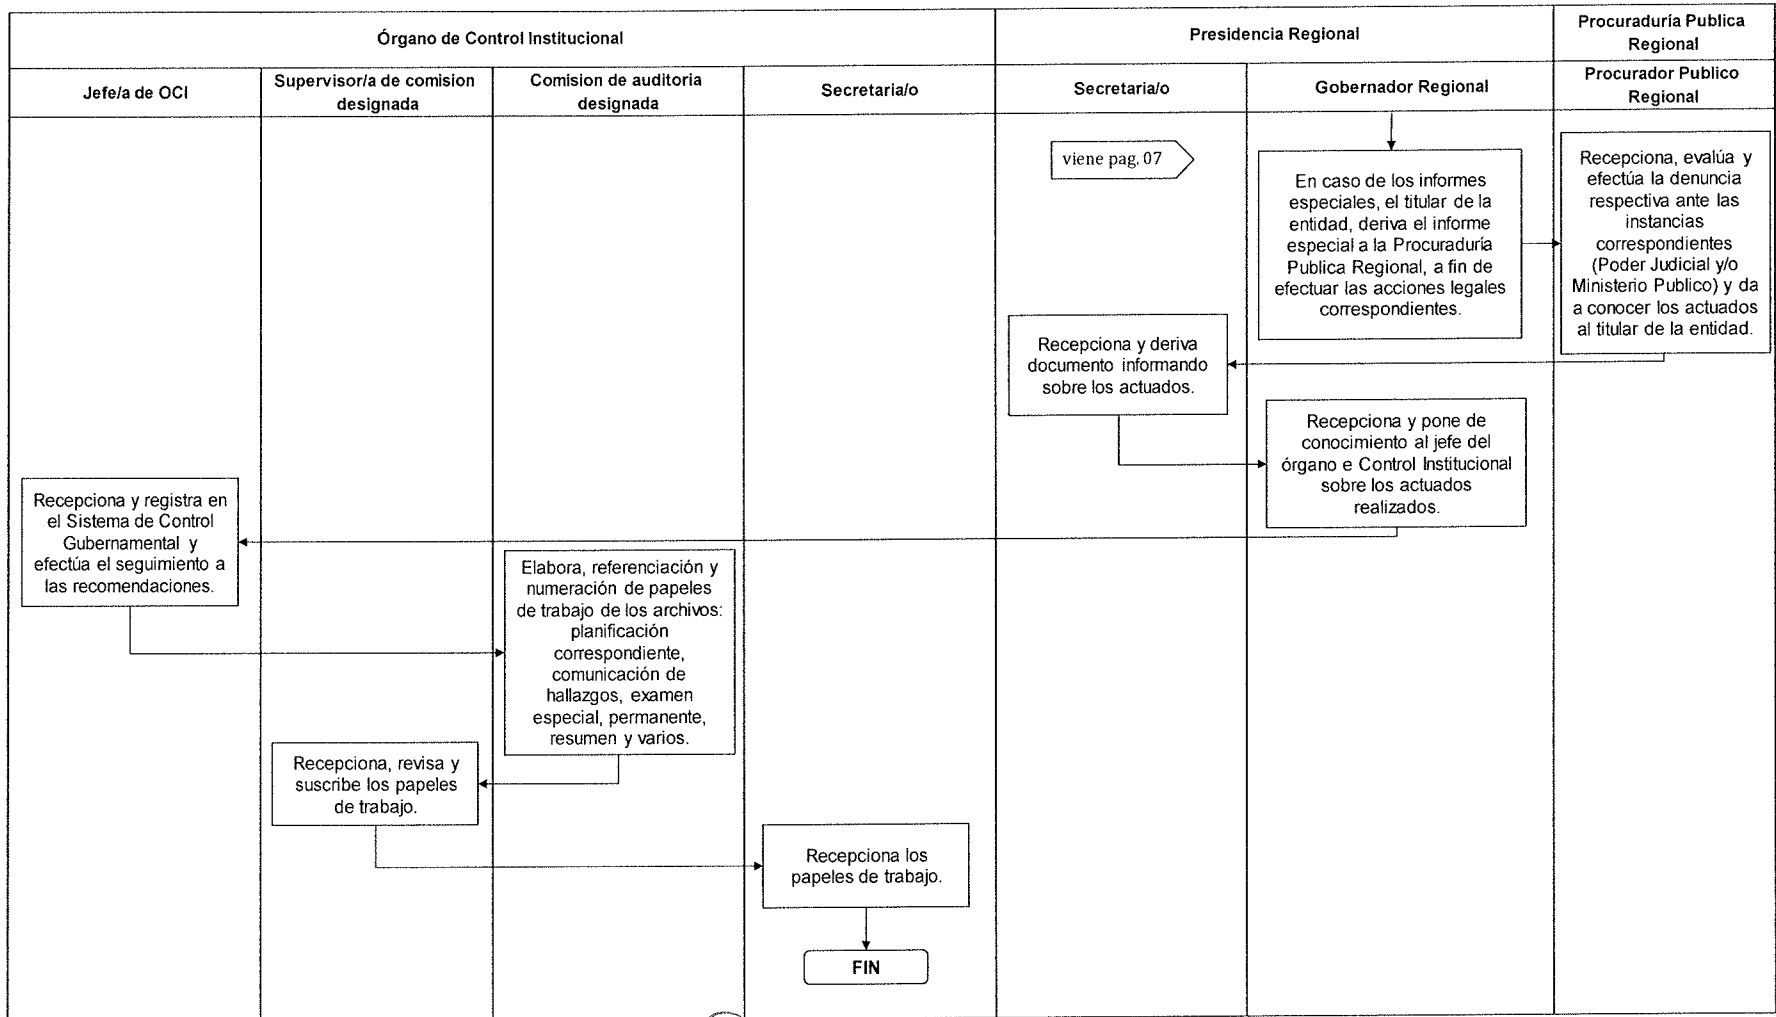 Órgano de Control Institucional
Presidencia Regional
Procuraduría Publica
Regional
Jefe/a de OCI
Supervisor/a de comision
designada
Comision de auditoria
designada
Secretaria/o
Secretaria/o
Gobernador Regional
Procurador Publico
Regional
viene pag. 07
En caso de los informes
especiales, el titular de la
entidad, deriva el informe
especial a la Procuraduría
Publica Regional, a fin de
efectuar las acciones legales
correspondientes.
Recepciona, evalúa y
efectúa la denuncia
respectiva ante las
instancias
correspondientes
(Poder Judicial y/o
Ministerio Publico) y da
a conocer los actuados
al titular de la entidad.
Recepciona y deriva
documento informando
sobre los actuados.
Recepciona y pone de
conocimiento al jefe del
órgano e Control Institucional
sobre los actuados
realizados.
Recepciona y registra en
el Sistema de Control
Gubernamental y
efectúa el seguimiento a
las recomendaciones.
Elabora, referenciación y
numeración de papeles
de trabajo de los archivos:
planificación
correspondiente,
comunicación de
hallazgos, examen
especial, permanente,
resumen y varios.
Recepciona, revisa y
suscribe los papeles
de trabajo.
Recepciona los
papeles de trabajo.
FIN